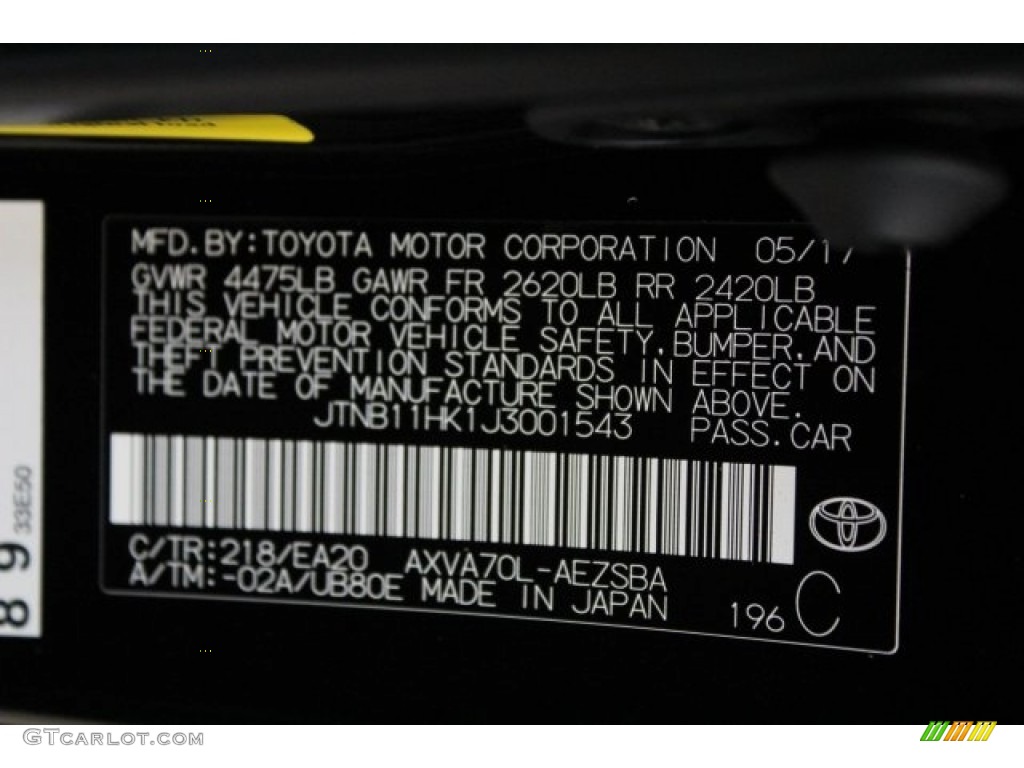 MFD.BY:TOYOTA MOTOR CORPORATION 05/17
GVWR 4475LB GAWR FR 2620LB RR 2420LB
THIS VEHICLE CONFORMS TO ALL APPLICABLE
FEDERAL MOTOR VEHICLE SAFETY,BUMPER,AND
THEFT PREVENTION STANDARDS IN EFFECT ON
THE DATE OF MANUFACTURE SHOWN ABOVE.
JTNB11HK1J3001543 PASS.CAR
C/TR:218/EA20 AXVA70L-AEZSBA
A/TM:-02A/UB80E MADE IN JAPAN
196 C
33E50
8 9
GTCARLOT.COM